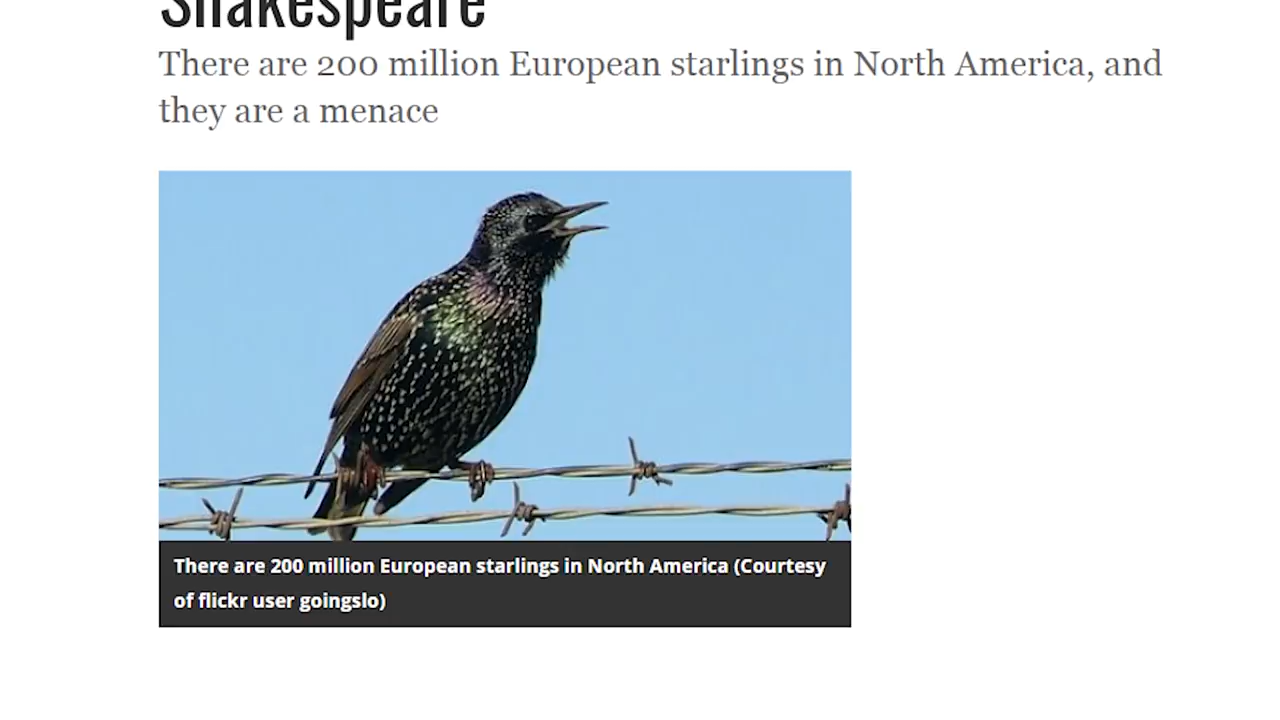 Shakespeare
There are 200 million European starlings in North America, and
they are a menace
There are 200 million European starlings in North America (Courtesy
of flickr user goingslo)